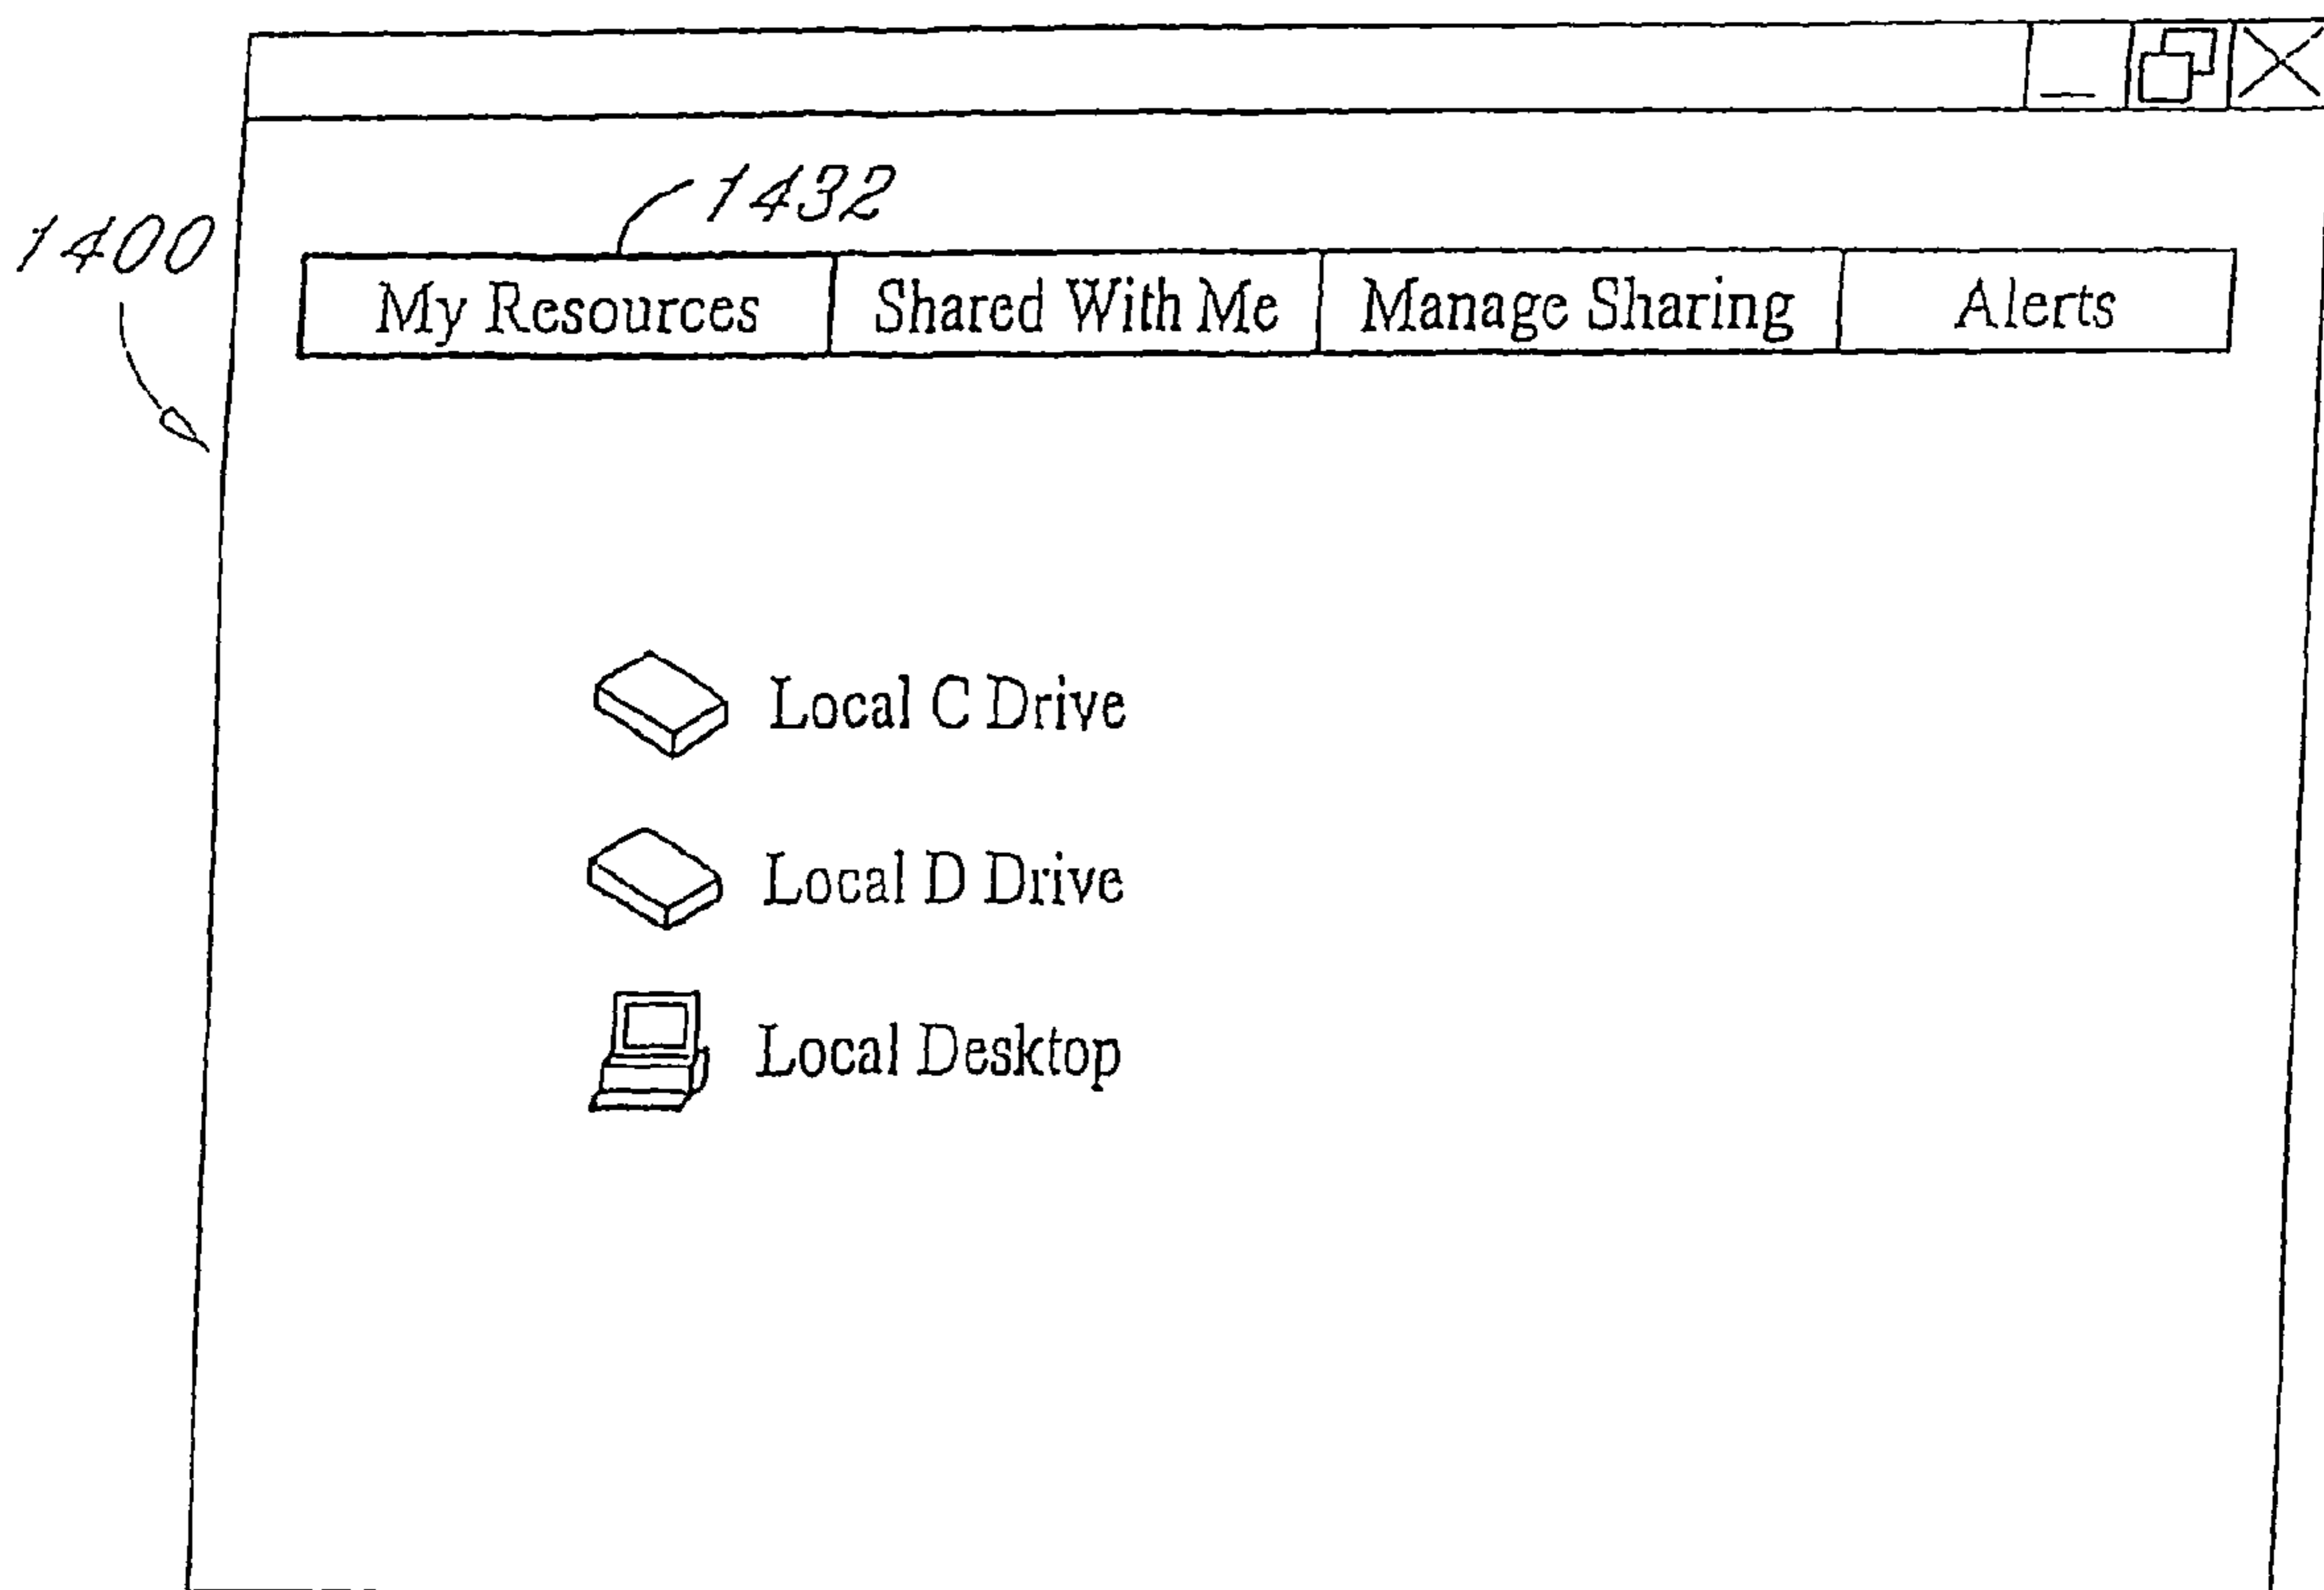 1432
1400
My Resources Shared With Me Manage Sharing Alerts
Local C Drive
Local D Drive
Local Desktop